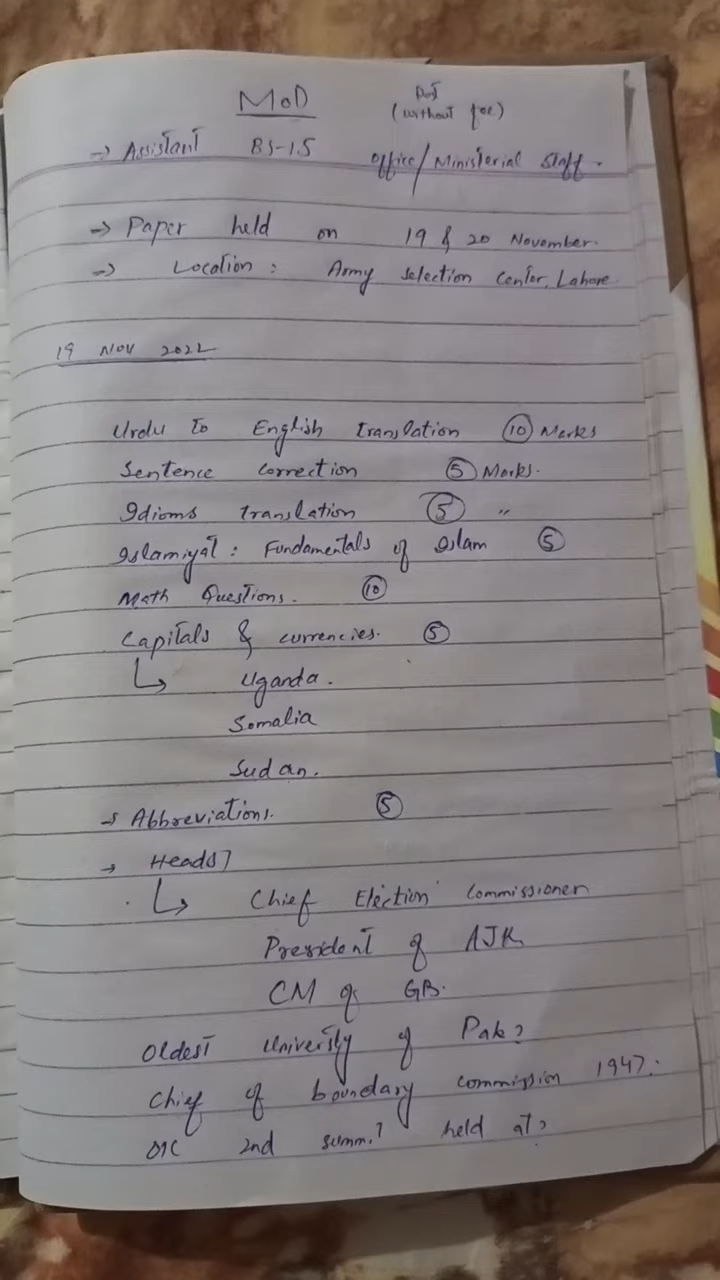 MoD
Post
(without fee)
→ Assistant BS-15 office/Ministerial Staff.
→ Paper held on 19 & 20 November.
→ Location : Army selection center, Lahore
19 Nov 2022
Urdu to English translation 10 Marks
Sentence correction 5 Marks.
Idioms translation 5 "
Islamiyat : Fundamentals of Islam 5
Math Questions. 10
Capitals & currencies. 5
↳ Uganda.
Somalia
Sudan.
→ Abbreviations. 5
→ Heads?
↳ Chief Election Commissioner
President of AJK
CM of GB.
Oldest University of Pak?
Chief of boundary commission 1947.
OIC 2nd summit held at?